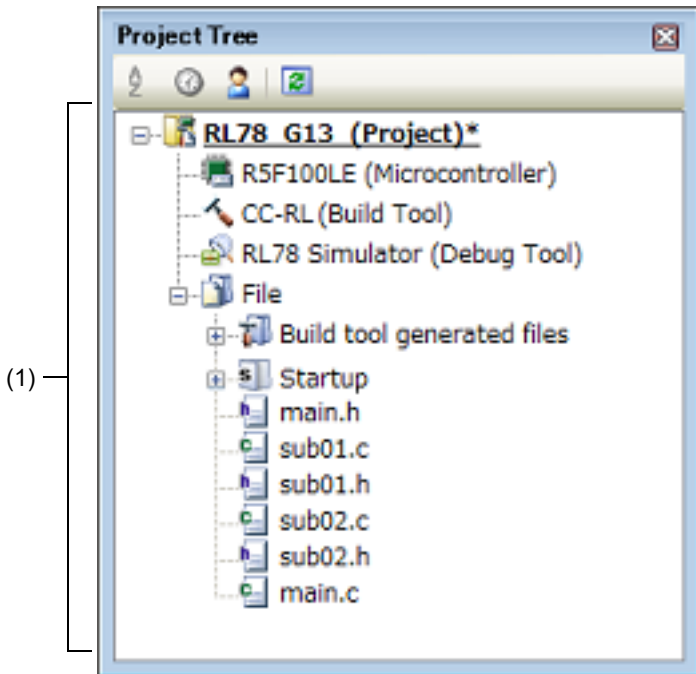 Project Tree
RL78_G13 (Project)*
R5F100LE (Microcontroller)
CC-RL (Build Tool)
RL78 Simulator (Debug Tool)
File
Build tool generated files
Startup
(1)
main.h
sub01.c
sub01.h
sub02.c
sub02.h
main.c